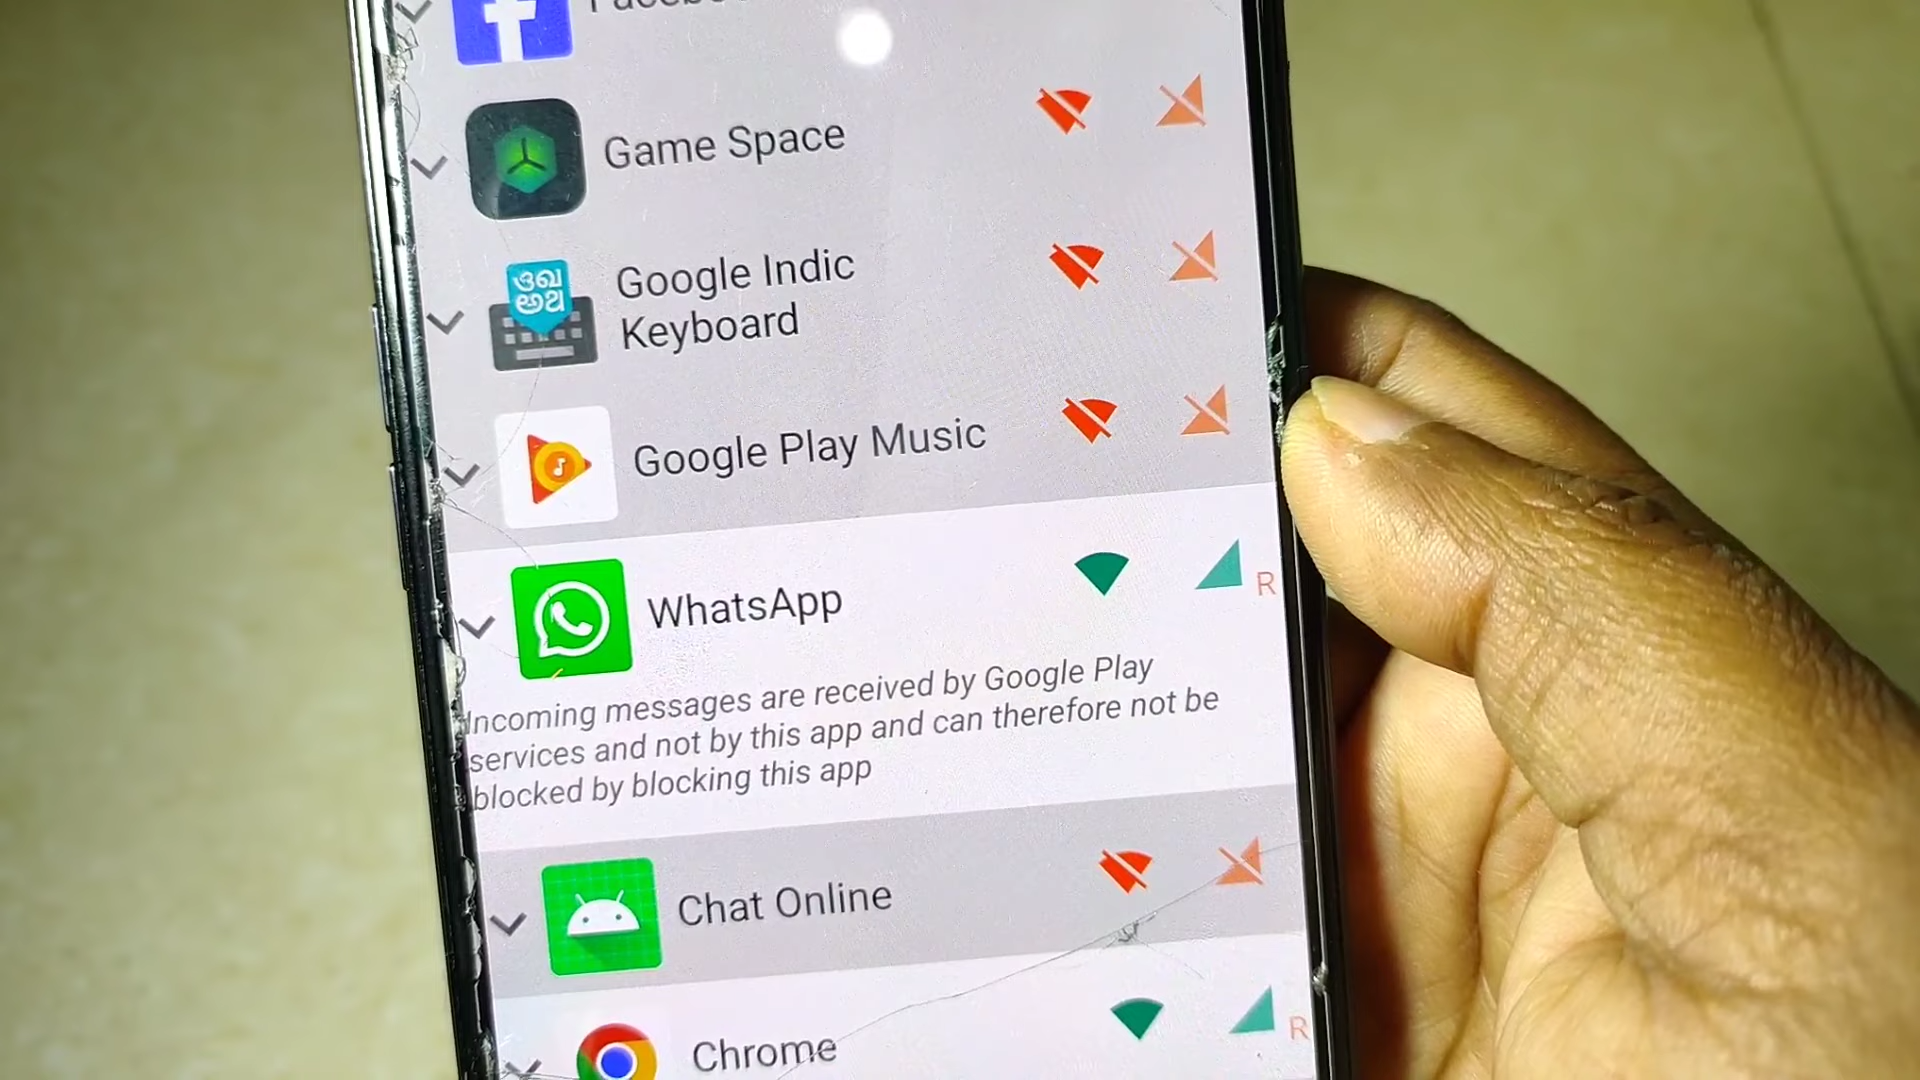 Facebo
Game Space
Google Indic
Keyboard
Google Play Music
WhatsApp
R
Incoming messages are received by Google Play
services and not by this app and can therefore not be
blocked by blocking this app
Chat Online
Chrome
R